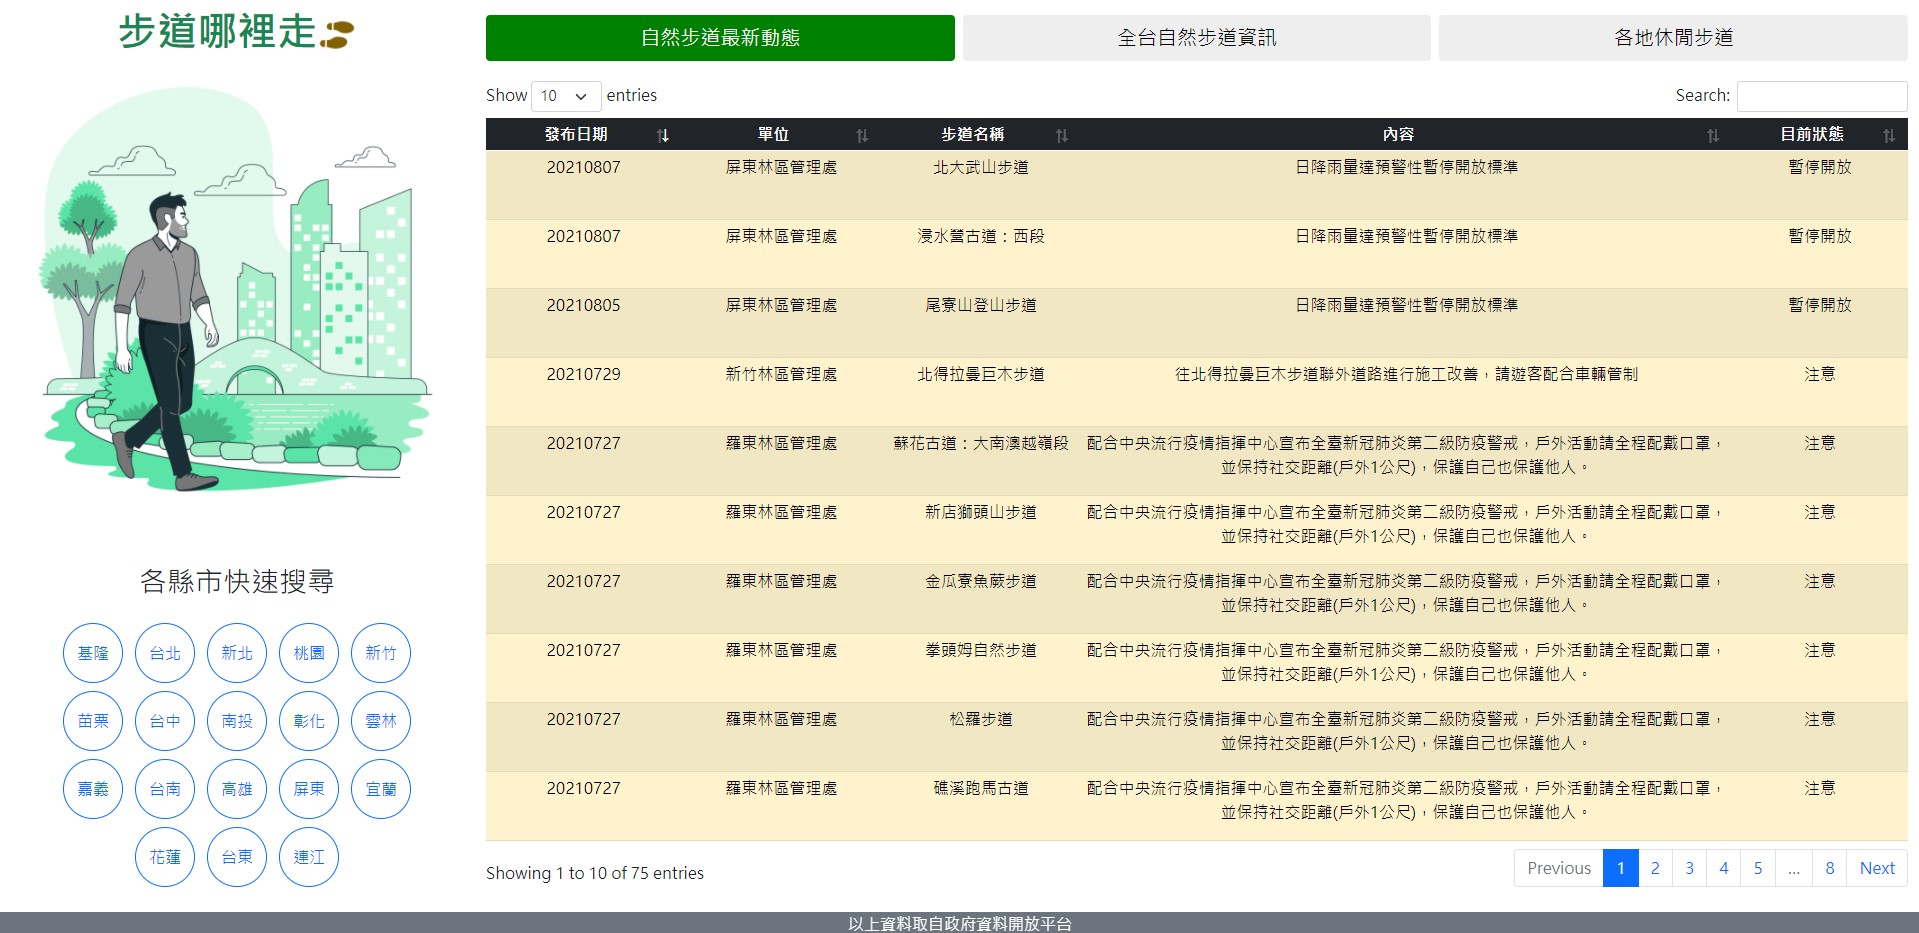 步道哪裡走
各縣市快速搜尋
基隆 台北 新北 桃園 新竹
苗栗 台中 南投 彰化 雲林
嘉義 台南 高雄 屏東 宜蘭
花蓮 台東 連江
自然步道最新動態 全台自然步道資訊 各地休閒步道
Show 10 entries Search:
發布日期 單位 步道名稱 內容 目前狀態
20210807 屏東林區管理處 北大武山步道 日降雨量達預警性暫停開放標準 暫停開放
20210807 屏東林區管理處 浸水營古道：西段 日降雨量達預警性暫停開放標準 暫停開放
20210805 屏東林區管理處 尾寮山登山步道 日降雨量達預警性暫停開放標準 暫停開放
20210729 新竹林區管理處 北得拉曼巨木步道 往北得拉曼巨木步道聯外道路進行施工改善，請遊客配合車輛管制 注意
20210727 羅東林區管理處 蘇花古道：大南澳越嶺段 配合中央流行疫情指揮中心宣布全臺新冠肺炎第二級防疫警戒，戶外活動請全程配戴口罩， 注意
並保持社交距離(戶外1公尺)，保護自己也保護他人。
20210727 羅東林區管理處 新店獅頭山步道 配合中央流行疫情指揮中心宣布全臺新冠肺炎第二級防疫警戒，戶外活動請全程配戴口罩， 注意
並保持社交距離(戶外1公尺)，保護自己也保護他人。
20210727 羅東林區管理處 金瓜寮魚蕨步道 配合中央流行疫情指揮中心宣布全臺新冠肺炎第二級防疫警戒，戶外活動請全程配戴口罩， 注意
並保持社交距離(戶外1公尺)，保護自己也保護他人。
20210727 羅東林區管理處 拳頭姆自然步道 配合中央流行疫情指揮中心宣布全臺新冠肺炎第二級防疫警戒，戶外活動請全程配戴口罩， 注意
並保持社交距離(戶外1公尺)，保護自己也保護他人。
20210727 羅東林區管理處 松羅步道 配合中央流行疫情指揮中心宣布全臺新冠肺炎第二級防疫警戒，戶外活動請全程配戴口罩， 注意
並保持社交距離(戶外1公尺)，保護自己也保護他人。
20210727 羅東林區管理處 礁溪跑馬古道 配合中央流行疫情指揮中心宣布全臺新冠肺炎第二級防疫警戒，戶外活動請全程配戴口罩， 注意
並保持社交距離(戶外1公尺)，保護自己也保護他人。
Showing 1 to 10 of 75 entries Previous 1 2 3 4 5 ... 8 Next
以上資料取自政府資料開放平台